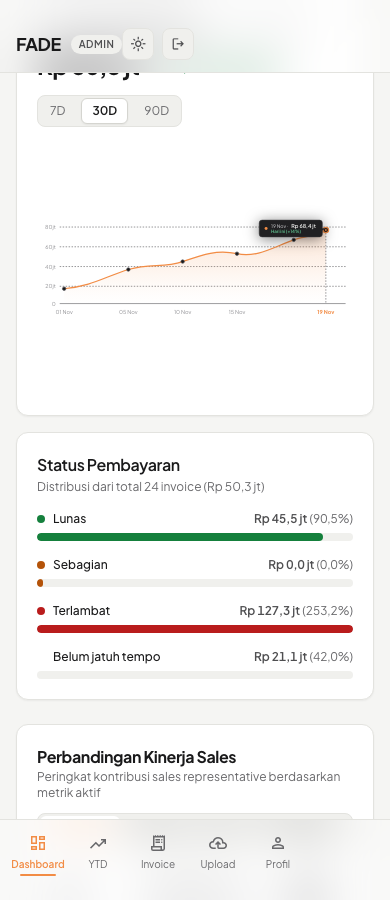 FADE ADMIN
7D 30D 90D
80jt
60jt
40jt
20jt
0
19 Nov Rp 68,4jt
01 Nov 05 Nov 10 Nov 15 Nov 19 Nov
Status Pembayaran
Distribusi dari total 24 invoice (Rp 50,3 jt)
Lunas Rp 45,5 jt (90,5%)
Sebagian Rp 0,0 jt (0,0%)
Terlambat Rp 127,3 jt (253,2%)
Belum jatuh tempo Rp 21,1 jt (42,0%)
Perbandingan Kinerja Sales
Peringkat kontribusi sales representative berdasarkan
metrik aktif
Dashboard YTD Invoice Upload Profil